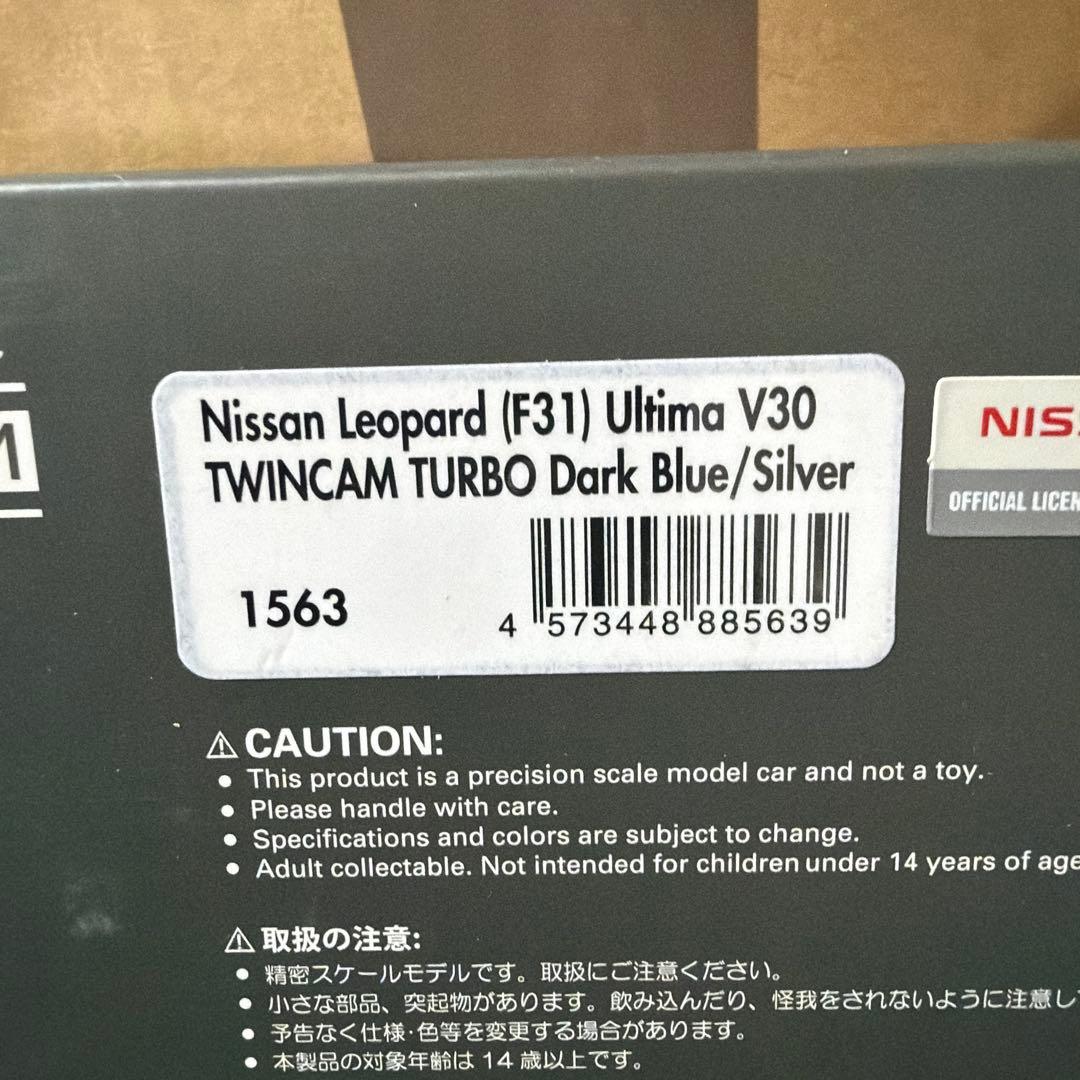 Nissan Leopard (F31) Ultima V30
TWINCAM TURBO Dark Blue/Silver
1563
4 573448 885639
M
NIS
OFFICIAL LICEN
⚠ CAUTION:
• This product is a precision scale model car and not a toy.
• Please handle with care.
• Specifications and colors are subject to change.
• Adult collectable. Not intended for children under 14 years of age
⚠ 取扱の注意:
• 精密スケールモデルです。取扱にご注意ください。
• 小さな部品、突起物があります。飲み込んだり、怪我をされないように注意し
• 予告なく仕様・色等を変更する場合があります。
• 本製品の対象年齢は 14 歳以上です。